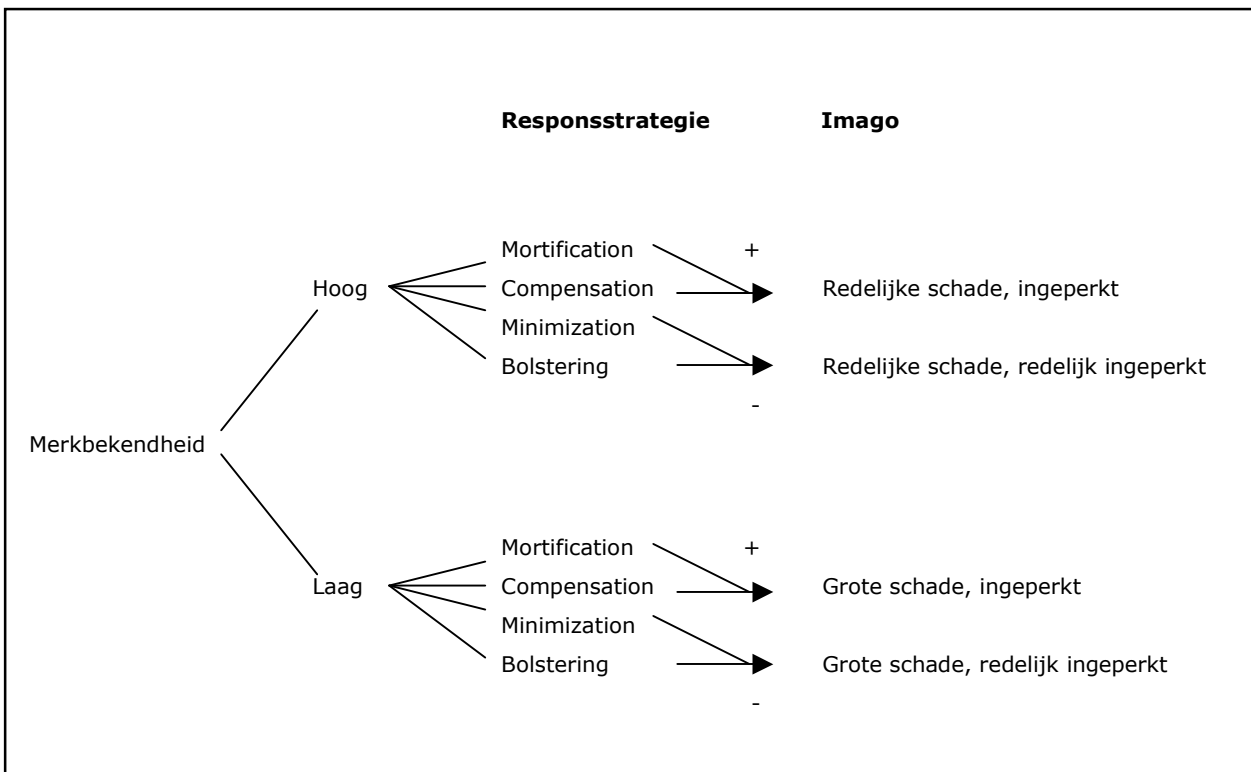 Responsstrategie Imago
Mortification +
Hoog Compensation Redelijke schade, ingeperkt
Minimization
Bolstering Redelijke schade, redelijk ingeperkt
-
Merkbekendheid
Mortification +
Laag Compensation Grote schade, ingeperkt
Minimization
Bolstering Grote schade, redelijk ingeperkt
-